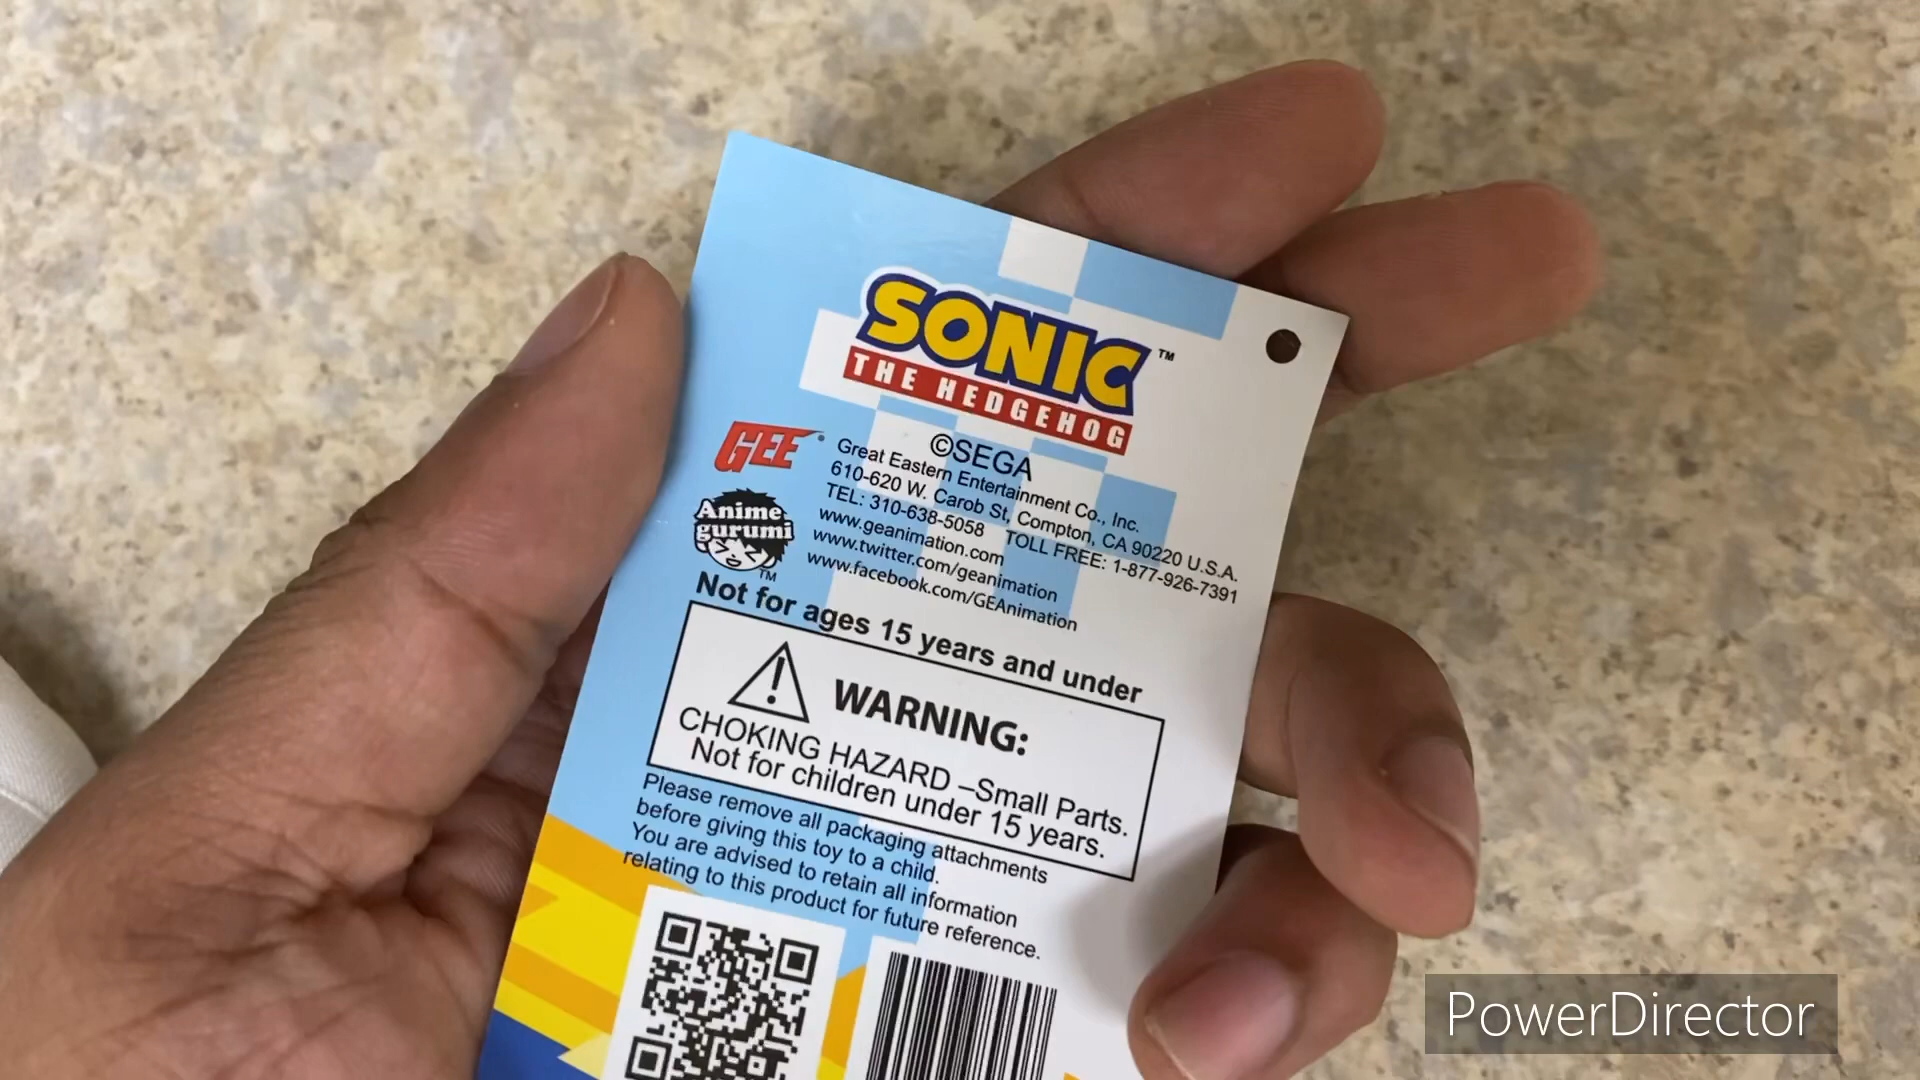 SONIC™
THE HEDGEHOG
©SEGA
GEE
Great Eastern Entertainment Co., Inc.
610-620 W. Carob St, Compton, CA 90220 U.S.A.
TEL: 310-638-5058 TOLL FREE: 1-877-926-7391
www.geanimation.com
www.twitter.com/geanimation
www.facebook.com/GEAnimation
Anime
gurumi
TM
Not for ages 15 years and under
WARNING:
CHOKING HAZARD –Small Parts.
Not for children under 15 years.
Please remove all packaging attachments
before giving this toy to a child.
You are advised to retain all information
relating to this product for future reference.
PowerDirector